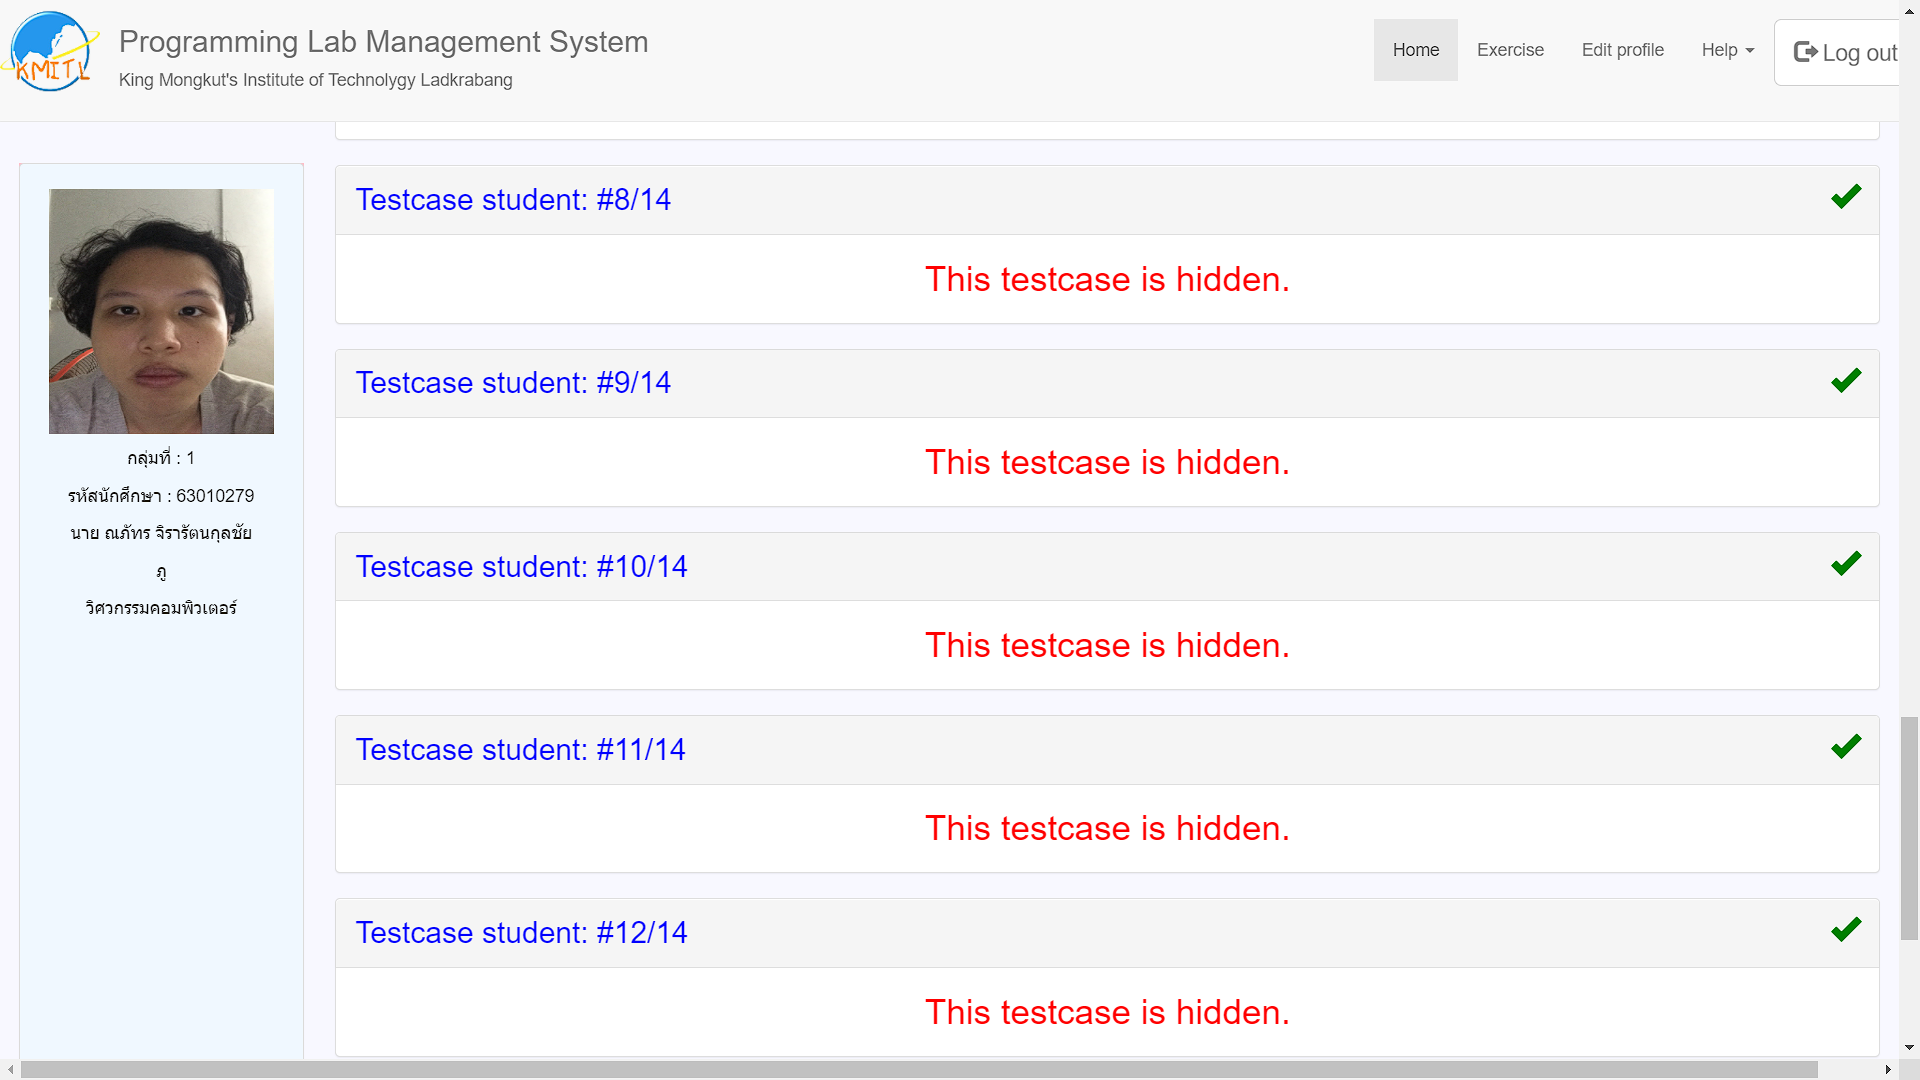 KMITL
Programming Lab Management System
King Mongkut's Institute of Technolygy Ladkrabang
Home
Exercise
Edit profile
Help
Log out
กลุ่มที่ : 1
รหัสนักศึกษา : 63010279
นาย ณภัทร จิรารัตนกุลชัย
ภู
วิศวกรรมคอมพิวเตอร์
Testcase student: #8/14
This testcase is hidden.
Testcase student: #9/14
This testcase is hidden.
Testcase student: #10/14
This testcase is hidden.
Testcase student: #11/14
This testcase is hidden.
Testcase student: #12/14
This testcase is hidden.